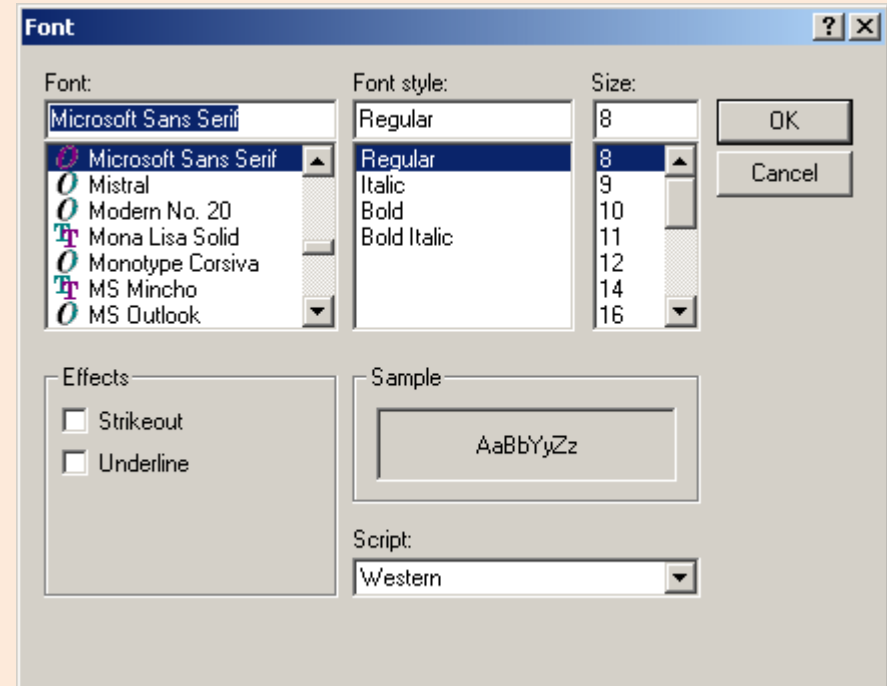 Font
Font:
Microsoft Sans Serif
Microsoft Sans Serif
Mistral
Modern No. 20
Mona Lisa Solid
Monotype Corsiva
MS Mincho
MS Outlook
Font style:
Regular
Regular
Italic
Bold
Bold Italic
Size:
8
8
9
10
11
12
14
16
OK
Cancel
Effects
Strikeout
Underline
Sample
AaBbYyZz
Script:
Western